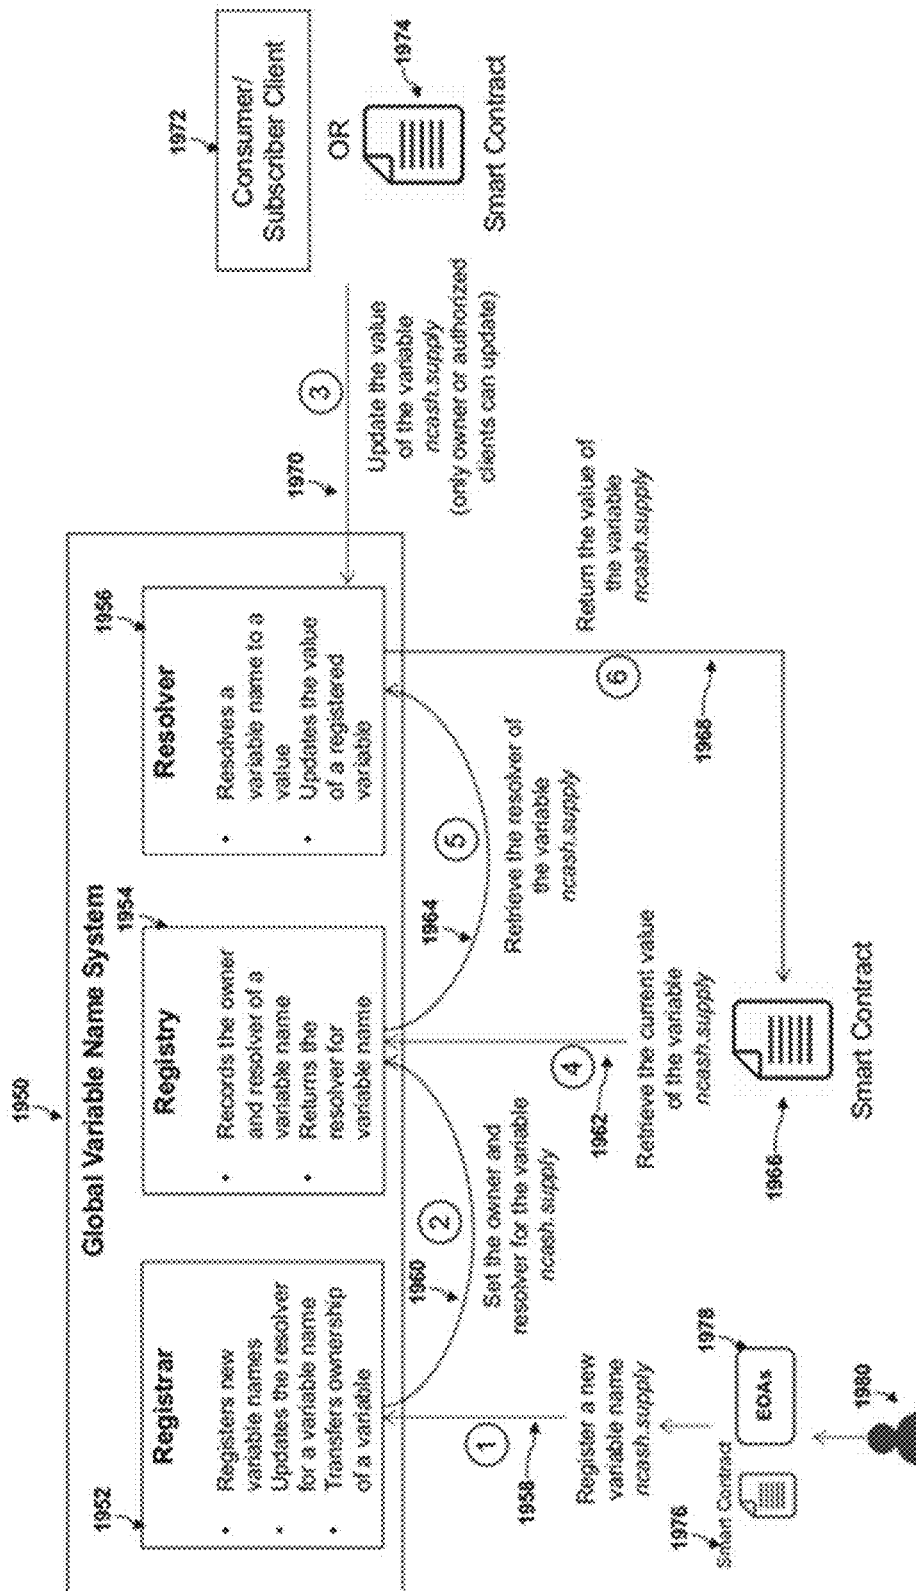 1950
Global Variable Name System
1952
Registrar
• Registers new
variable names
• Updates the resolver
for a variable name
• Transfers ownership
of a variable
1954
Registry
• Records the owner
and resolver of a
variable name
• Returns the
resolver for
variable name
1956
Resolver
• Resolves a
variable name to a
value
• Updates the value
of a registered
variable
1972
Consumer/
Subscriber Client
OR
1974
Smart Contract
3
1970
Update the value
of the variable
ncash.supply
(only owner or authorized
clients can update)
1
1958
Register a new
variable name
ncash.supply
2
1960
Set the owner and
resolver for the variable
ncash.supply
4
1962
Retrieve the current value
of the variable
ncash.supply
5
1964
Retrieve the resolver of
the variable
ncash.supply
6
1968
Return the value of
the variable
ncash.supply
1966
Smart Contract
1976
Smart Contract
1978
EOAs
1980